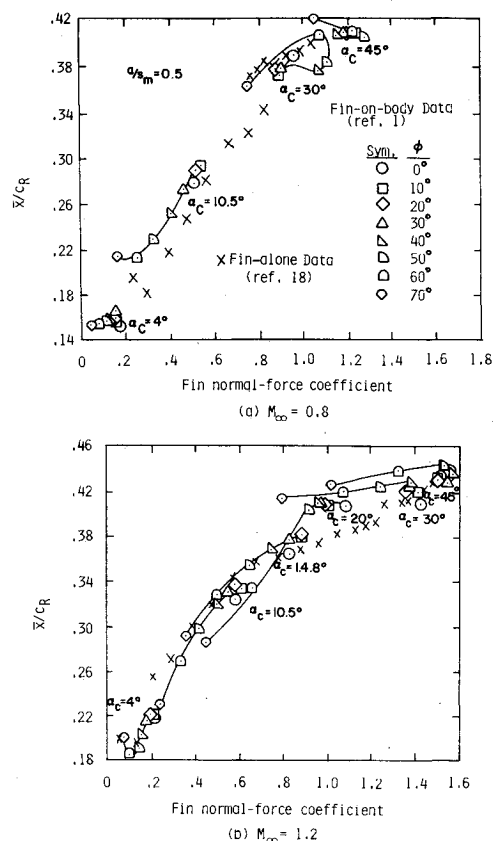 .42
.38
.34
.30
.26
.22
.18
.14
x̄/c_R
a/s_m=0.5
α_C=45°
α_C=30°
Fin-on-body Data
(ref. 1)
Sym. ϕ
0°
10°
20°
30°
40°
50°
60°
70°
α_C=10.5°
× Fin-alone Data
(ref. 18)
α_C=4°
0 .2 .4 .6 .8 1.0 1.2 1.4
Fin normal-force coefficient
(a) M∞ = 0.8
.46
.42
.38
.34
.30
.26
.22
.18
x̄/c_R
α_c=45°
α_c=20°
α_c=30°
α_c=14.8°
α_c=10.5°
α_c=4°
0 .2 .4 .6 .8 1.0 1.2 1.4 1.6
Fin normal-force coefficient
(b) M∞ = 1.2